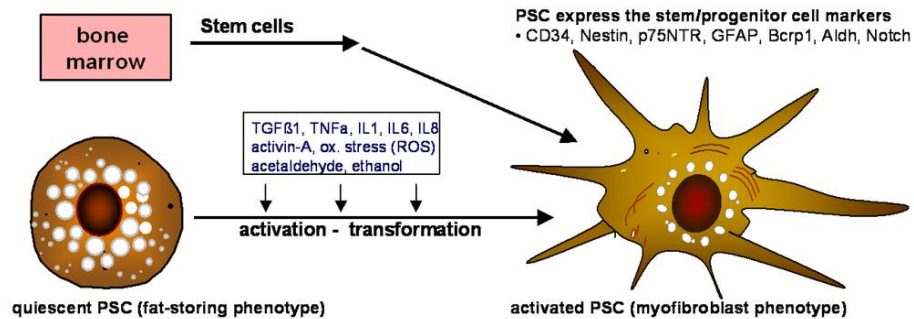 bone
marrow
Stem cells
PSC express the stem/progenitor cell markers
• CD34, Nestin, p75NTR, GFAP, Bcrp1, Aldh, Notch
TGFß1, TNFa, IL1, IL6, IL8
activin-A, ox. stress (ROS)
acetaldehyde, ethanol
activation - transformation
quiescent PSC (fat-storing phenotype)
activated PSC (myofibroblast phenotype)